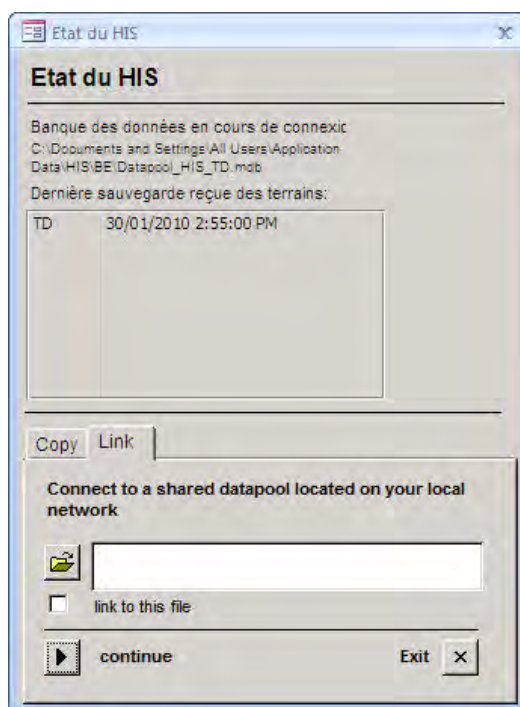 Etat du HIS
Etat du HIS
Banque des données en cours de connexic
C:\Documents and Settings\All Users\Application
Data\HIS\BE\Datapool_HIS_TD.mdb
Dernière sauvegarde reçue des terrains:
TD 30/01/2010 2:55:00 PM
Copy Link
Connect to a shared datapool located on your local
network
link to this file
continue Exit